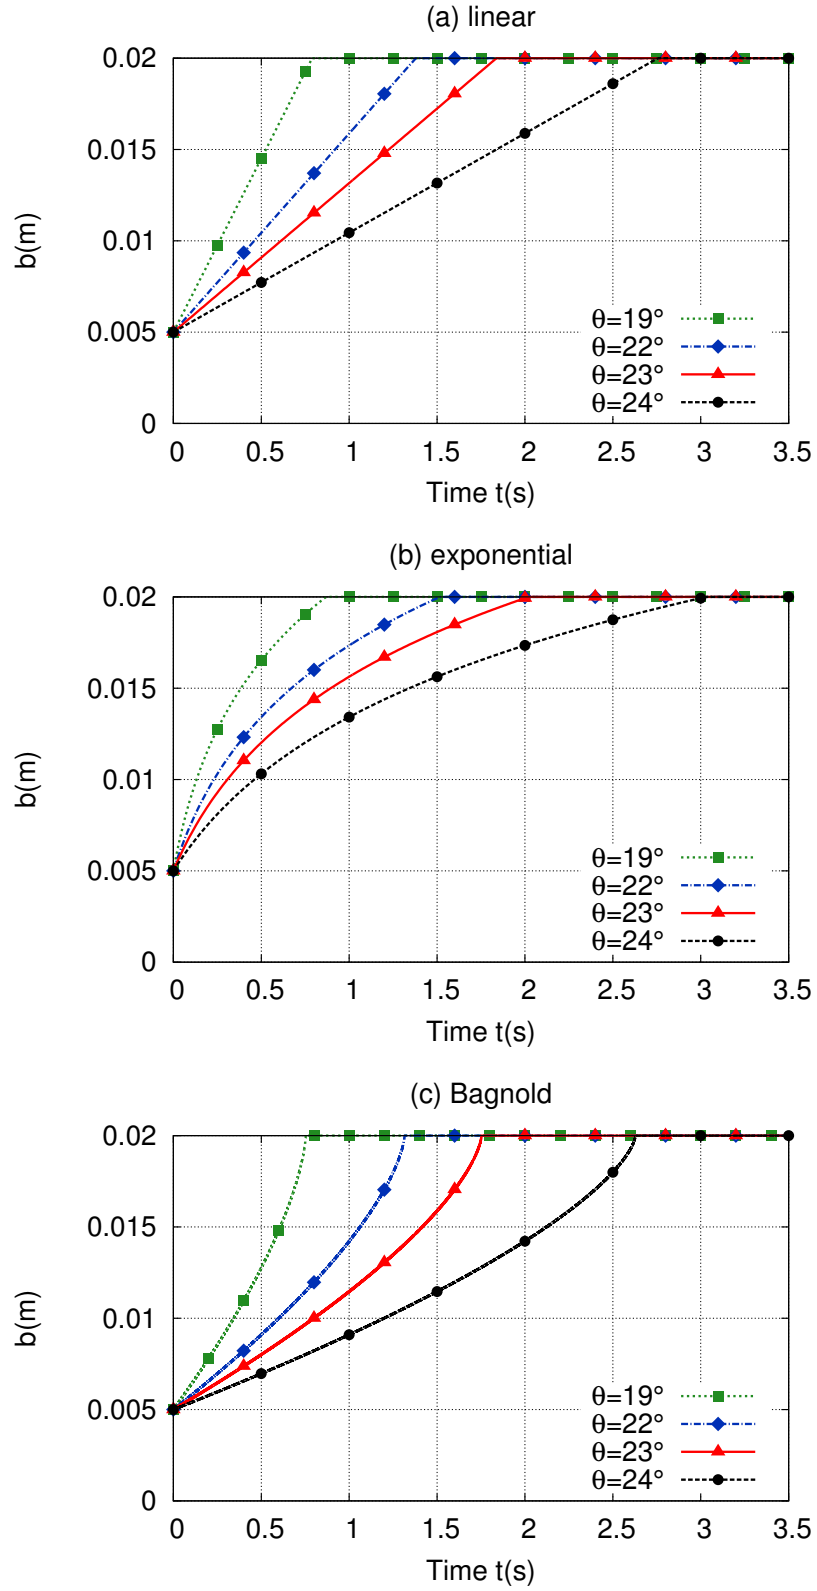 (a) linear
0.02
0.015
0.01
0.005
0
b(m)
θ=19°
θ=22°
θ=23°
θ=24°
0 0.5 1 1.5 2 2.5 3 3.5
Time t(s)
(b) exponential
0.02
0.015
0.01
0.005
0
b(m)
θ=19°
θ=22°
θ=23°
θ=24°
0 0.5 1 1.5 2 2.5 3 3.5
Time t(s)
(c) Bagnold
0.02
0.015
0.01
0.005
0
b(m)
θ=19°
θ=22°
θ=23°
θ=24°
0 0.5 1 1.5 2 2.5 3 3.5
Time t(s)